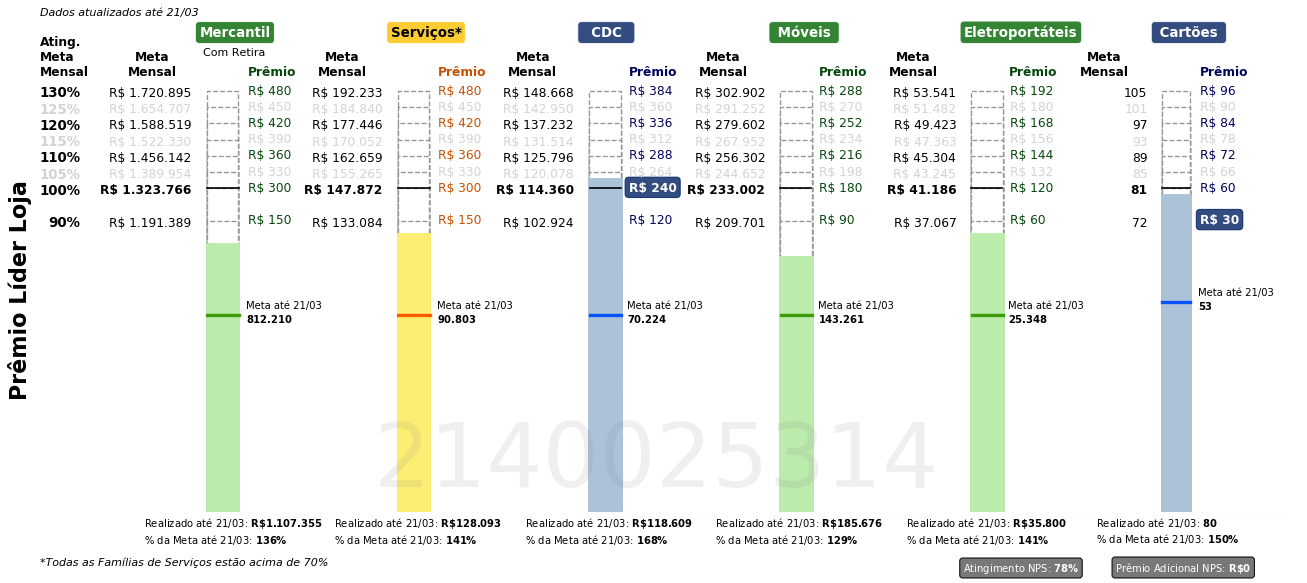 Dados atualizados até 21/03
Mercantil Serviços* CDC Móveis Eletroportáteis Cartões
Com Retira
Ating. Meta Mensal Meta Mensal Prêmio Meta Mensal Prêmio Meta Mensal Prêmio Meta Mensal Prêmio Meta Mensal Prêmio Meta Mensal Prêmio
130% R$ 1.720.895 R$ 480 R$ 192.233 R$ 480 R$ 148.668 R$ 384 R$ 302.902 R$ 288 R$ 53.541 R$ 192 105 R$ 96
125% R$ 1.654.707 R$ 450 R$ 184.840 R$ 450 R$ 142.950 R$ 360 R$ 291.252 R$ 270 R$ 51.482 R$ 180 101 R$ 90
120% R$ 1.588.519 R$ 420 R$ 177.446 R$ 420 R$ 137.232 R$ 336 R$ 279.602 R$ 252 R$ 49.423 R$ 168 97 R$ 84
115% R$ 1.522.330 R$ 390 R$ 170.052 R$ 390 R$ 131.514 R$ 312 R$ 267.952 R$ 234 R$ 47.363 R$ 156 93 R$ 78
110% R$ 1.456.142 R$ 360 R$ 162.659 R$ 360 R$ 125.796 R$ 288 R$ 256.302 R$ 216 R$ 45.304 R$ 144 89 R$ 72
105% R$ 1.389.954 R$ 330 R$ 155.265 R$ 330 R$ 120.078 R$ 264 R$ 244.652 R$ 198 R$ 43.245 R$ 132 85 R$ 66
100% R$ 1.323.766 R$ 300 R$ 147.872 R$ 300 R$ 114.360 R$ 240 R$ 233.002 R$ 180 R$ 41.186 R$ 120 81 R$ 60
90% R$ 1.191.389 R$ 150 R$ 133.084 R$ 150 R$ 102.924 R$ 120 R$ 209.701 R$ 90 R$ 37.067 R$ 60 72 R$ 30
Prêmio Líder Loja
Meta até 21/03 Meta até 21/03 Meta até 21/03 Meta até 21/03 Meta até 21/03 Meta até 21/03
812.210 90.803 70.224 143.261 25.348 53
2140025314
Realizado até 21/03: R$1.107.355 Realizado até 21/03: R$128.093 Realizado até 21/03: R$118.609 Realizado até 21/03: R$185.676 Realizado até 21/03: R$35.800 Realizado até 21/03: 80
% da Meta até 21/03: 136% % da Meta até 21/03: 141% % da Meta até 21/03: 168% % da Meta até 21/03: 129% % da Meta até 21/03: 141% % da Meta até 21/03: 150%
*Todas as Famílias de Serviços estão acima de 70% Atingimento NPS: 78% Prêmio Adicional NPS: R$0